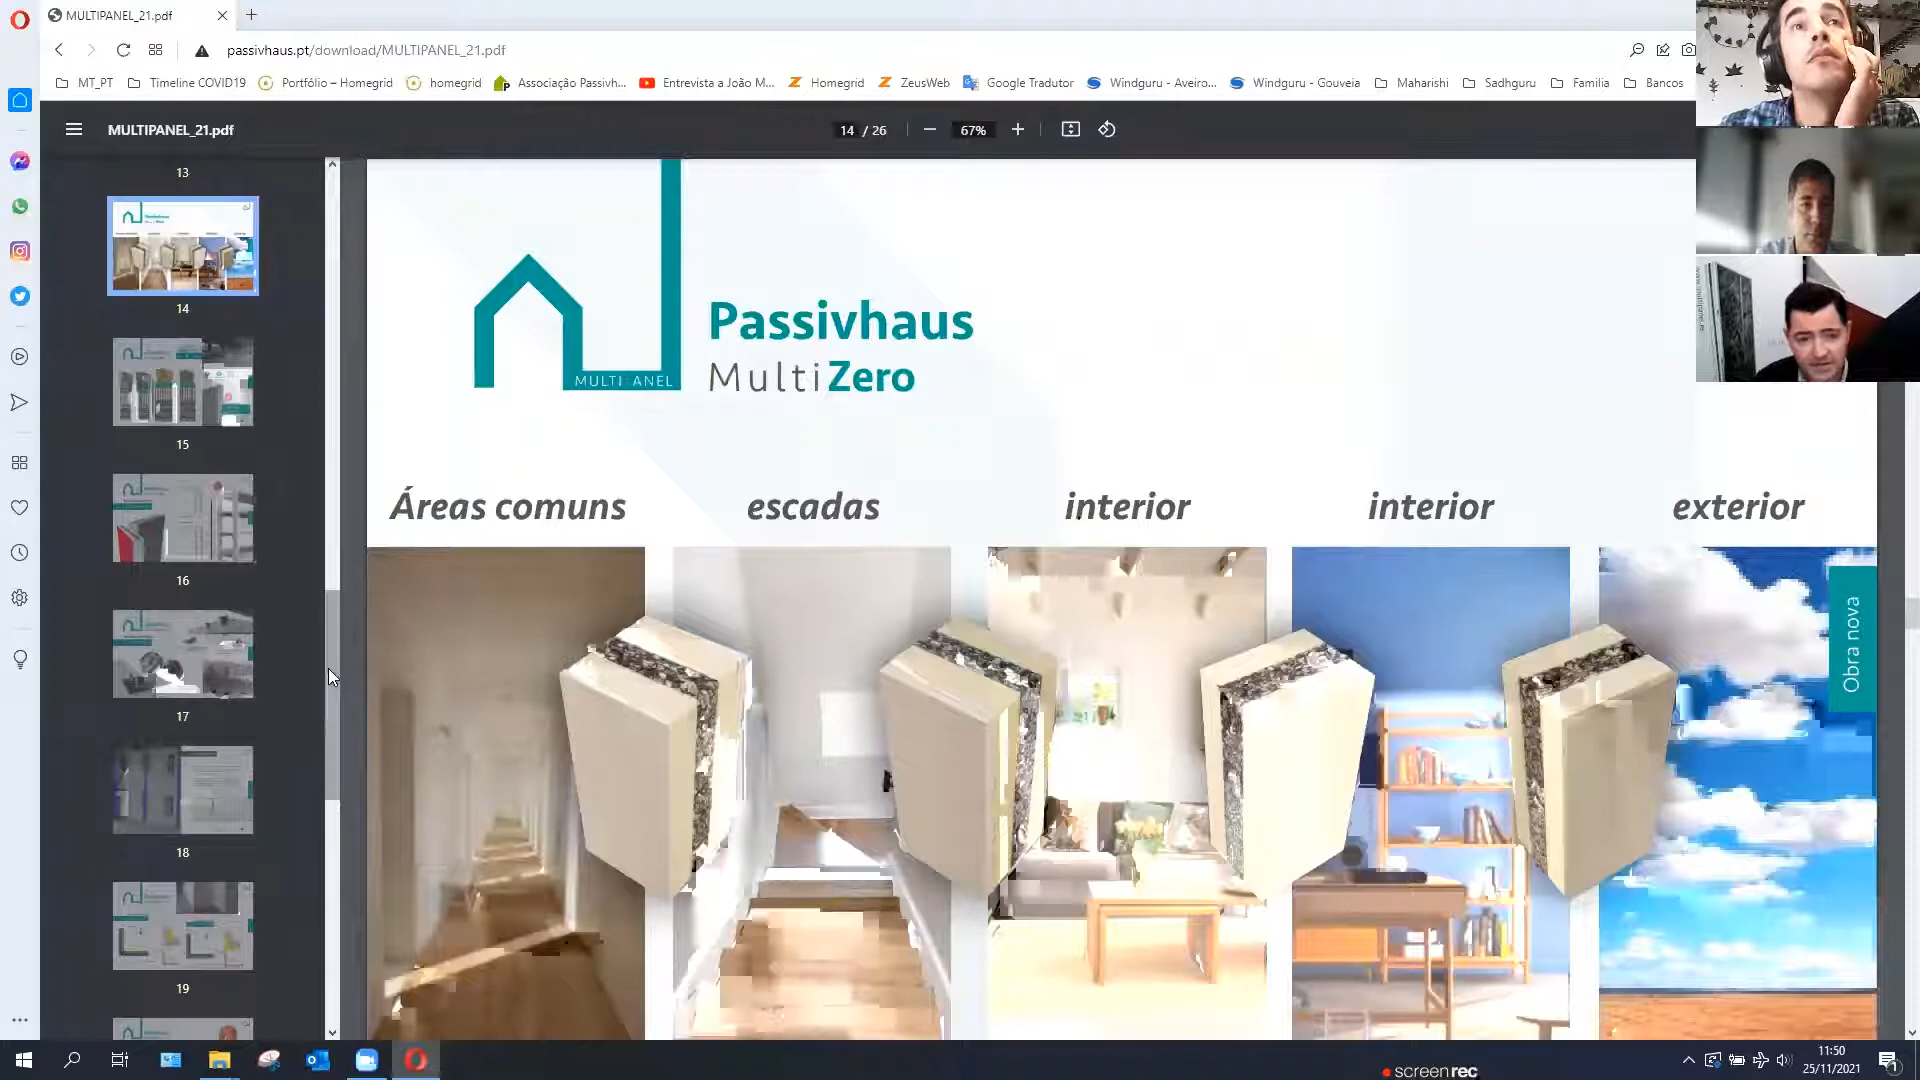 MULTIPANEL_21.pdf
passivhaus.pt/download/MULTIPANEL_21.pdf
MT_PT
Timeline COVID19
Portfólio – Homegrid
homegrid
Associação Passivh...
Entrevista a João M...
Homegrid
ZeusWeb
Google Tradutor
Windguru - Aveiro...
Windguru - Gouveia
Maharishi
Sadhguru
Familia
Bancos
MULTIPANEL_21.pdf
14 / 26
67%
13
14
15
16
17
18
19
Passivhaus
MultiZero
MULTI ANEL
Áreas comuns
escadas
interior
interior
exterior
Obra nova
11:50
25/11/2021
1
screenrec